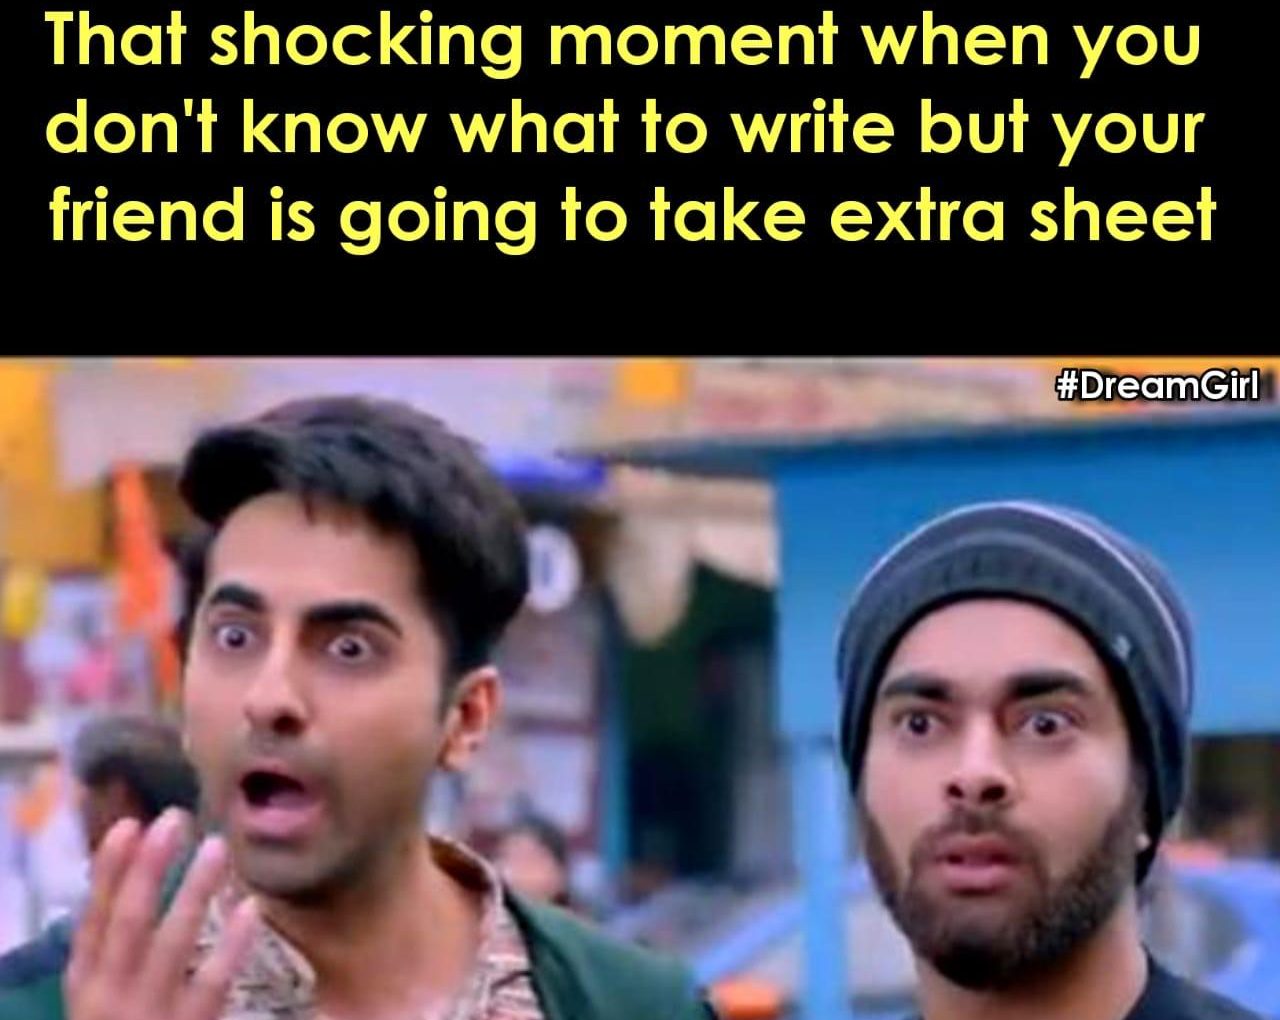 That shocking moment when you
don't know what to write but your
friend is going to take extra sheet
#DreamGirl